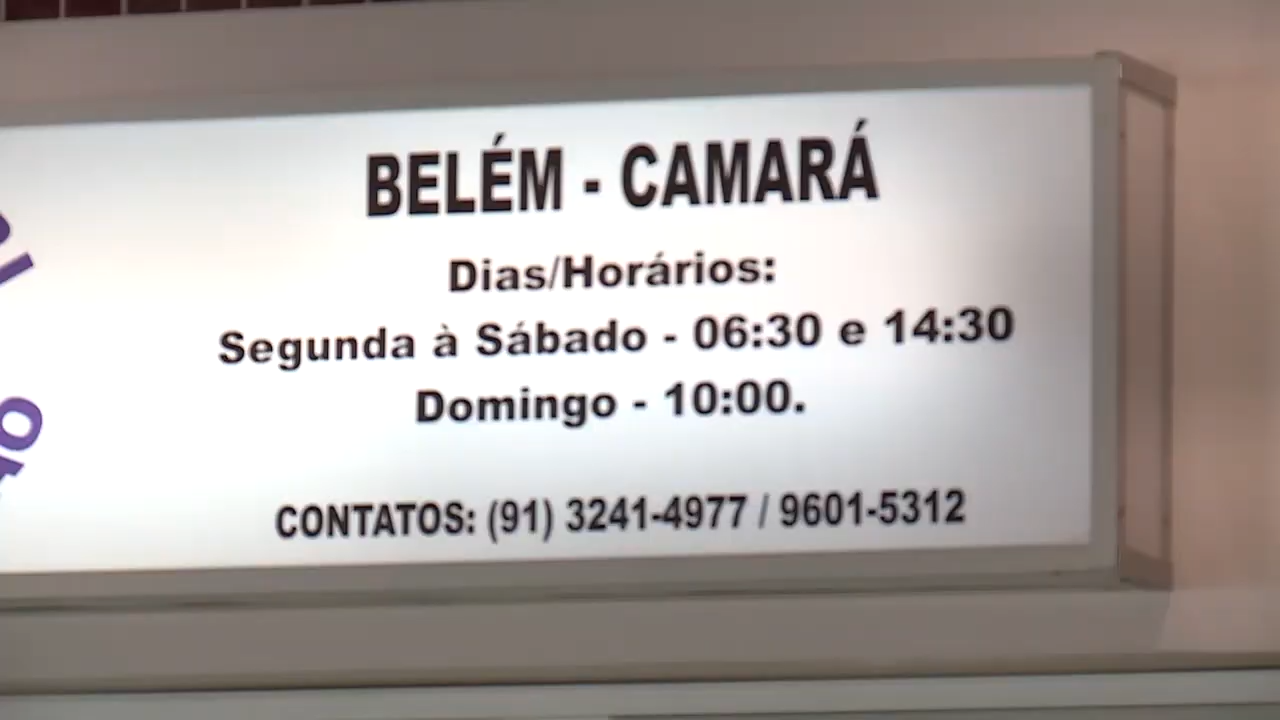 BELÉM - CAMARÁ
Dias/Horários:
Segunda à Sábado - 06:30 e 14:30
Domingo - 10:00.
CONTATOS: (91) 3241-4977 / 9601-5312